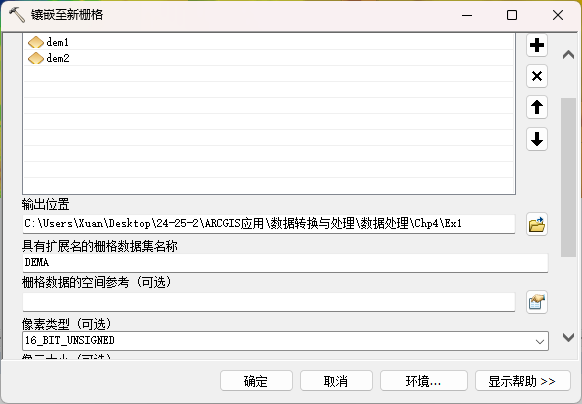 镶嵌至新栅格
dem1
dem2
输出位置
C:\Users\Xuan\Desktop\24-25-2\ARCGIS应用\数据转换与处理\数据处理\Chp4\Ex1
具有扩展名的栅格数据集名称
DEMA
栅格数据的空间参考（可选）
像素类型（可选）
16_BIT_UNSIGNED
确定
取消
环境...
显示帮助 >>